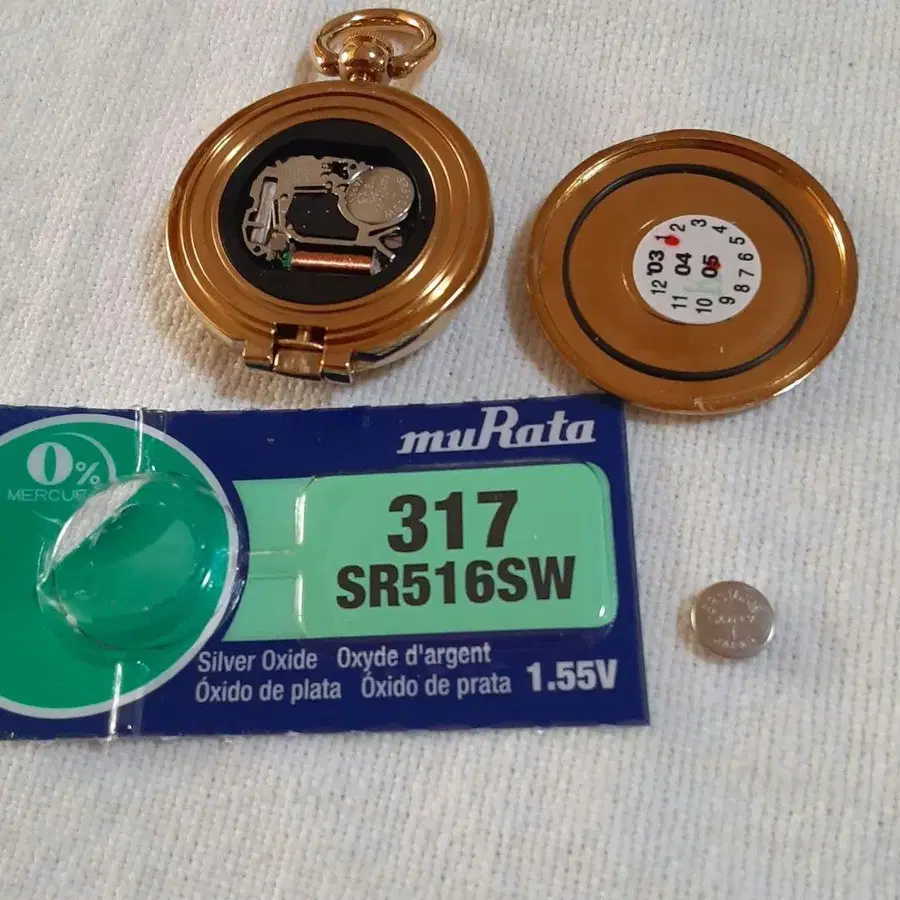 1 2 3 4 5 6 7 8 9 10 11 12
'03
04
05
muRata
0%
317
SR516SW
Silver Oxide Oxyde d'argent
Óxido de plata Óxido de prata 1.55V